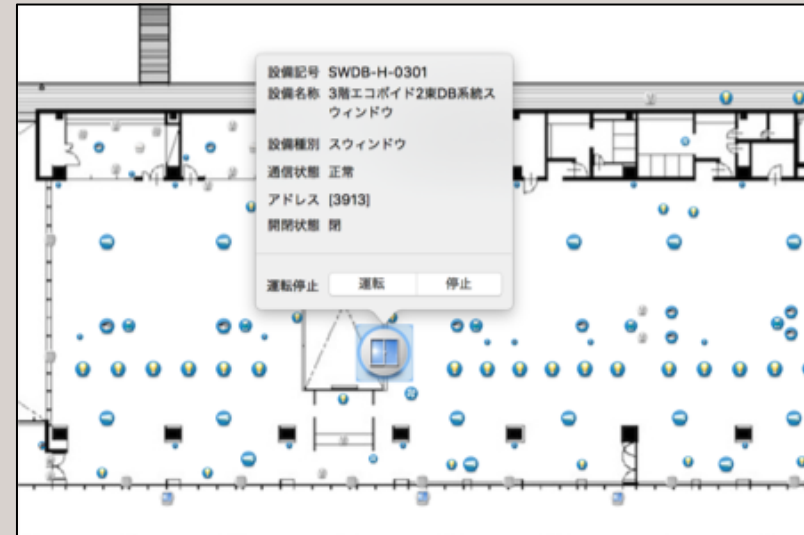 設備記号 SWDB-H-0301
設備名称 3階エコボイド2東DB系統ス
ウィンドウ
設備種別 スウィンドウ
通信状態 正常
アドレス [3913]
開閉状態 閉
運転停止 運転 停止